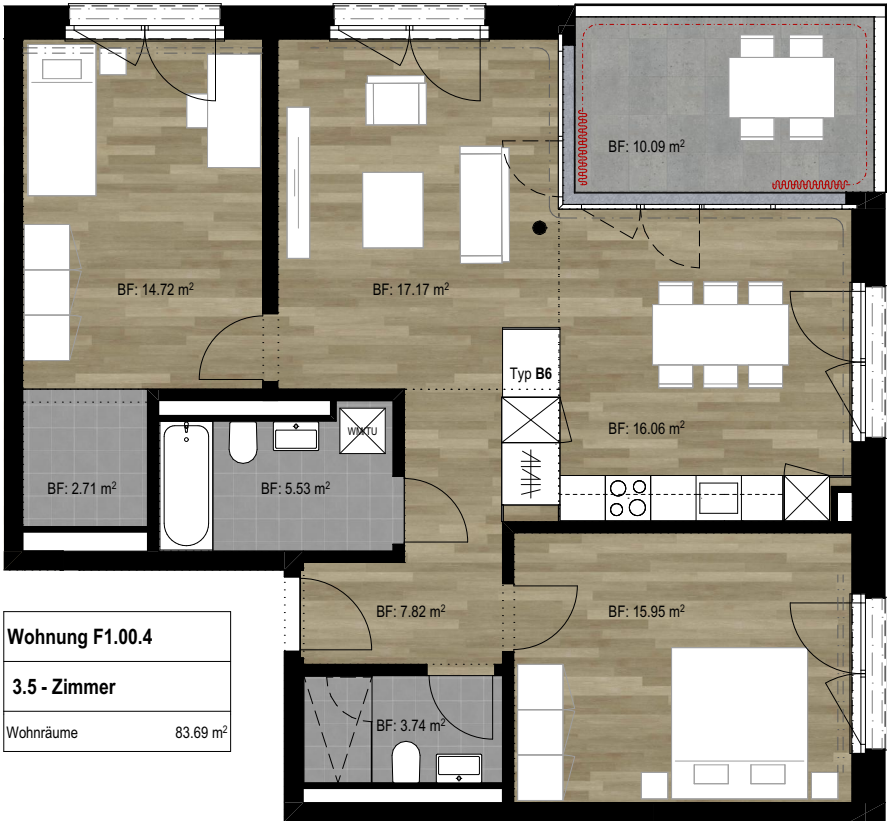 BF: 10.09 m²
BF: 14.72 m²
BF: 17.17 m²
Typ B6
BF: 16.06 m²
WM/TU
BF: 2.71 m²
BF: 5.53 m²
BF: 7.82 m²
BF: 15.95 m²
Wohnung F1.00.4
3.5 - Zimmer
Wohnräume 83.69 m²
BF: 3.74 m²